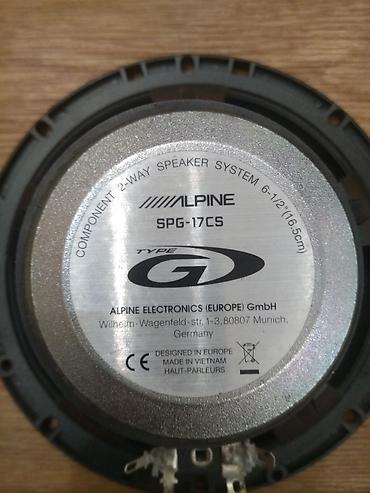 COMPONENT 2-WAY SPEAKER SYSTEM 6-1/2" (16.5cm)
ALPINE
SPG-17CS
TYPE
G
ALPINE ELECTRONICS (EUROPE) GmbH
Wilhelm-Wagenfeld-str. 1-3, 80807 Munich,
Germany
CE
DESIGNED IN EUROPE
MADE IN VIETNAM
HAUT-PARLEURS